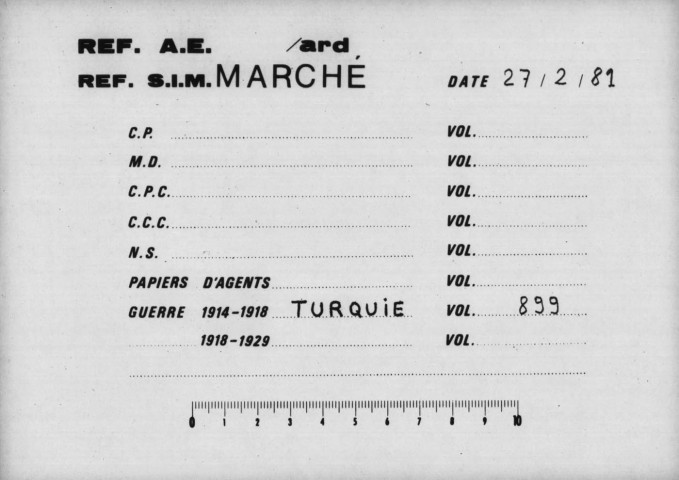 REF. A.E. /ard
REF. S.I.M. MARCHÉ DATE 27/2/81
C.P. VOL.
M.D. VOL.
C.P.C. VOL.
C.C.C. VOL.
N.S. VOL.
PAPIERS D'AGENTS VOL.
GUERRE 1914-1918 TURQUiE VOL. 899
1918-1929 VOL.
0 1 2 3 4 5 6 7 8 9 10